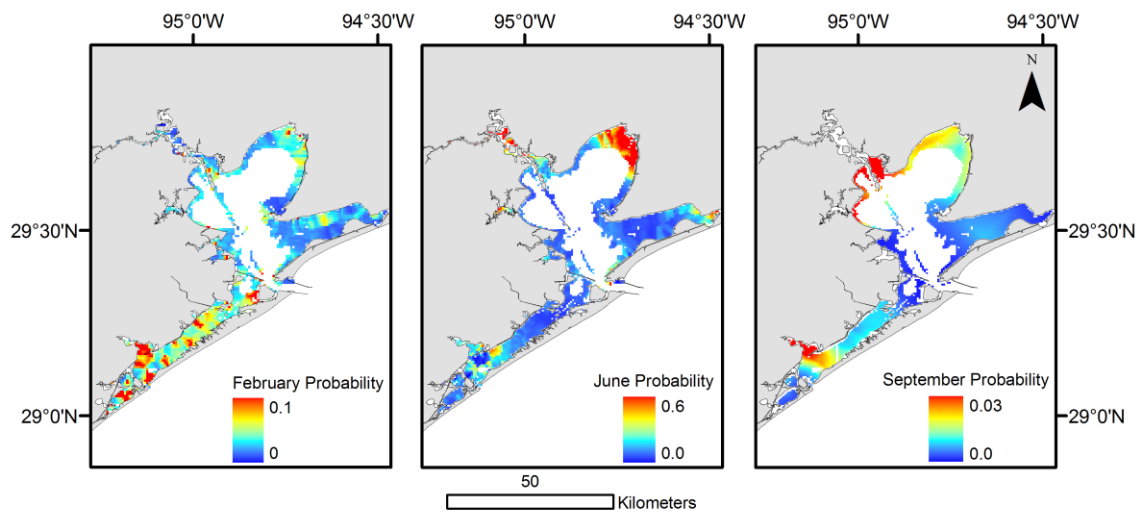 95°0'W 94°30'W 95°0'W 94°30'W 95°0'W 94°30'W
N
29°30'N 29°30'N
February Probability June Probability September Probability
0.1 0.6 0.03
29°0'N 29°0'N
0 0.0 0.0
50
Kilometers